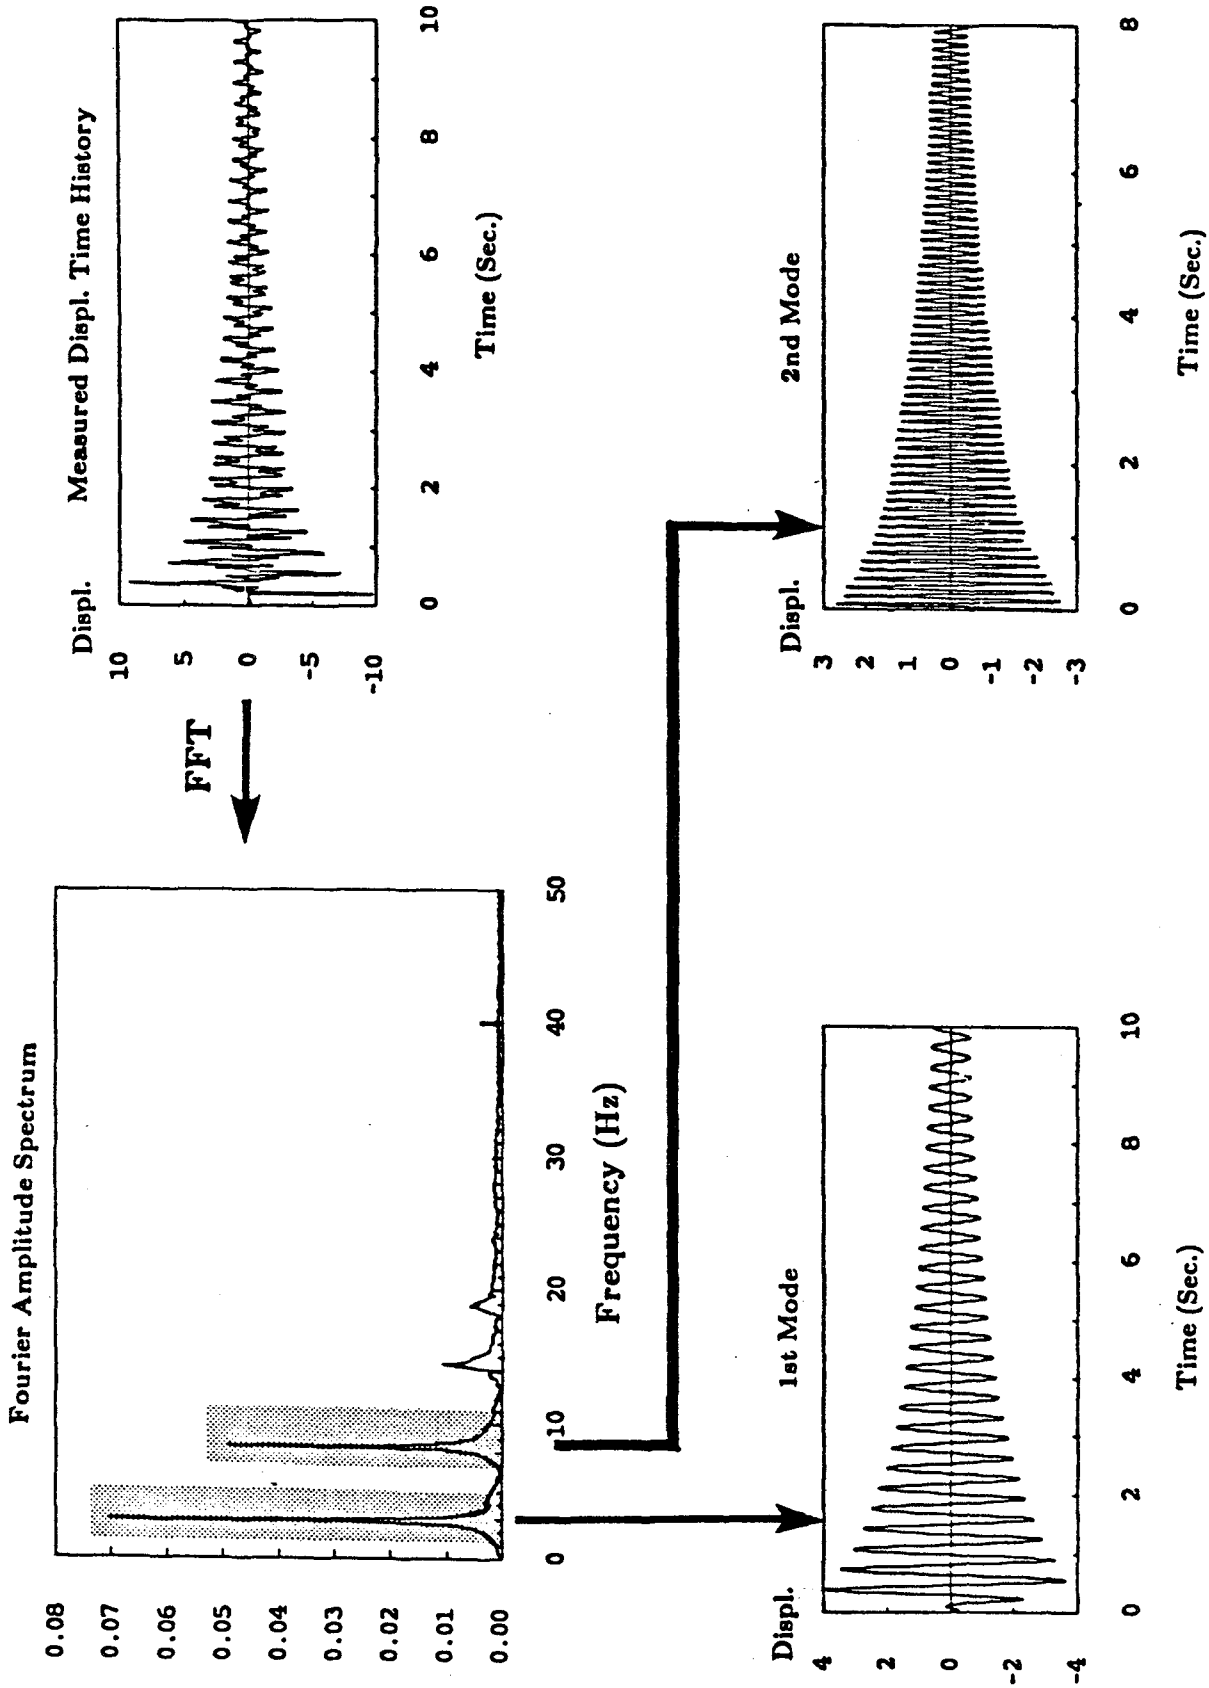 Fourier Amplitude Spectrum
0.08
0.07
0.06
0.05
0.04
0.03
0.02
0.01
0.00
0 10 20 30 40 50
Frequency (Hz)
FFT
Displ. Measured Displ. Time History
10
5
0
-5
-10
0 2 4 6 8 10
Time (Sec.)
Displ. 1st Mode
4
2
0
-2
-4
0 2 4 6 8 10
Time (Sec.)
Displ. 2nd Mode
3
2
1
0
-1
-2
-3
0 2 4 6 8
Time (Sec.)